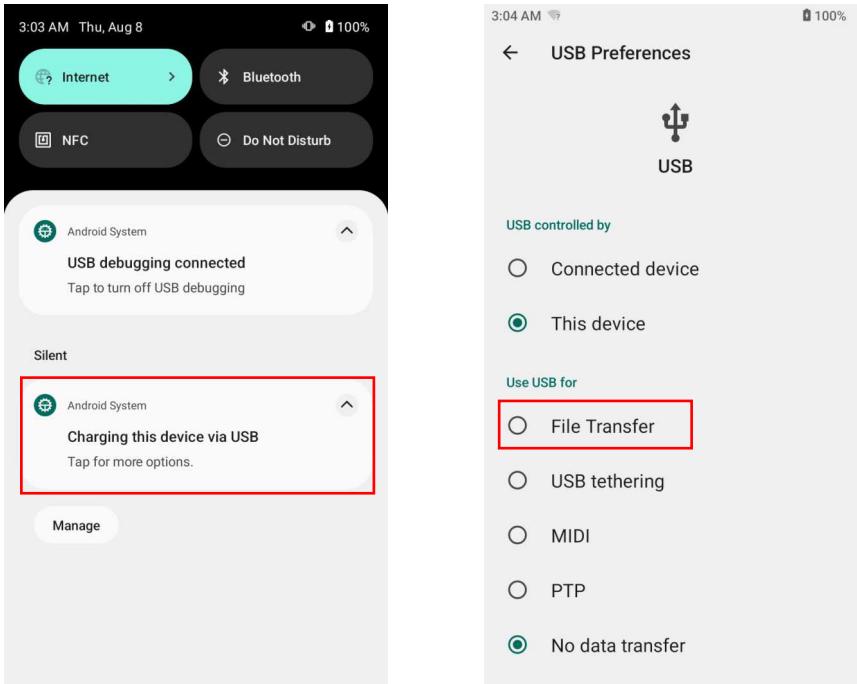 3:03 AM Thu, Aug 8
100%
Internet
Bluetooth
NFC
Do Not Disturb
Android System
USB debugging connected
Tap to turn off USB debugging
Silent
Android System
Charging this device via USB
Tap for more options.
Manage
3:04 AM
100%
USB Preferences
USB
USB controlled by
Connected device
This device
Use USB for
File Transfer
USB tethering
MIDI
PTP
No data transfer